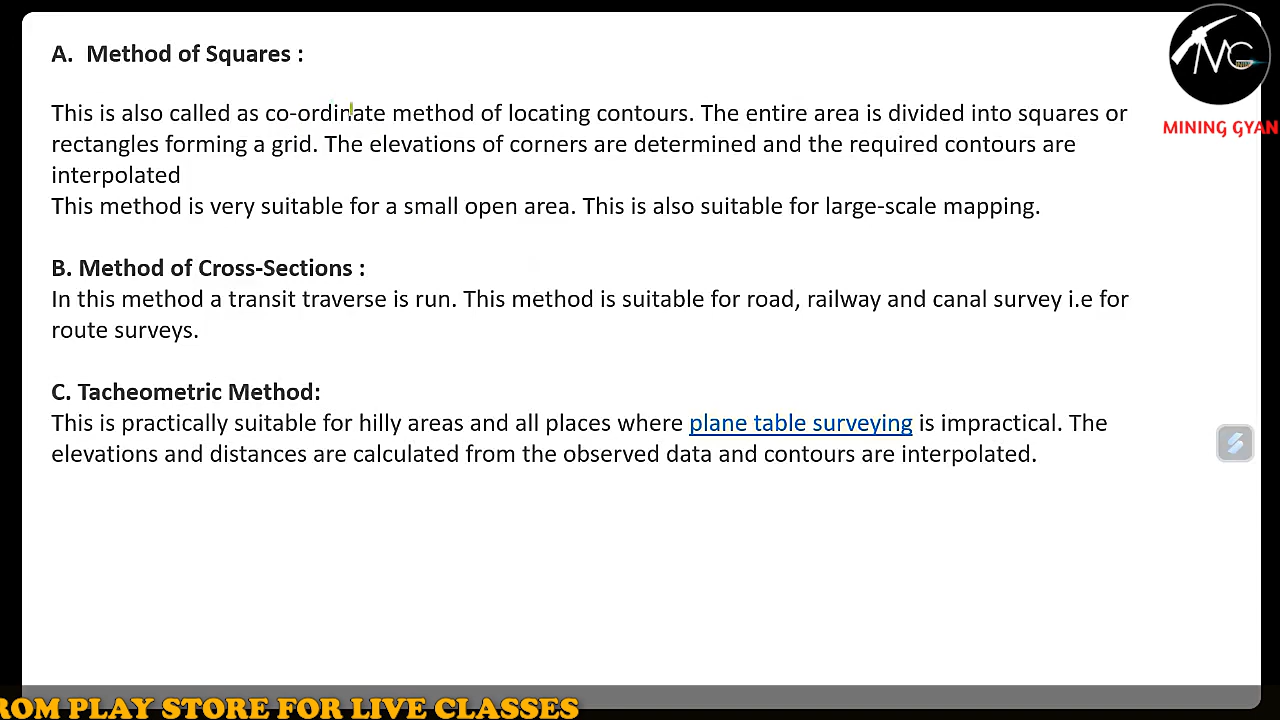 A. Method of Squares :
This is also called as co-ordinate method of locating contours. The entire area is divided into squares or
rectangles forming a grid. The elevations of corners are determined and the required contours are
interpolated
This method is very suitable for a small open area. This is also suitable for large-scale mapping.
B. Method of Cross-Sections :
In this method a transit traverse is run. This method is suitable for road, railway and canal survey i.e for
route surveys.
C. Tacheometric Method:
This is practically suitable for hilly areas and all places where plane table surveying is impractical. The
elevations and distances are calculated from the observed data and contours are interpolated.
MG
MINING GYAN
ROM PLAY STORE FOR LIVE CLASSES